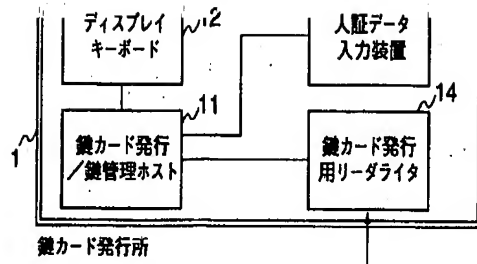 ディスプレイ
キーボード
12
人証データ
入力装置
11
14
1
鍵カード発行
/鍵管理ホスト
鍵カード発行
用リーダライタ
鍵カード発行所